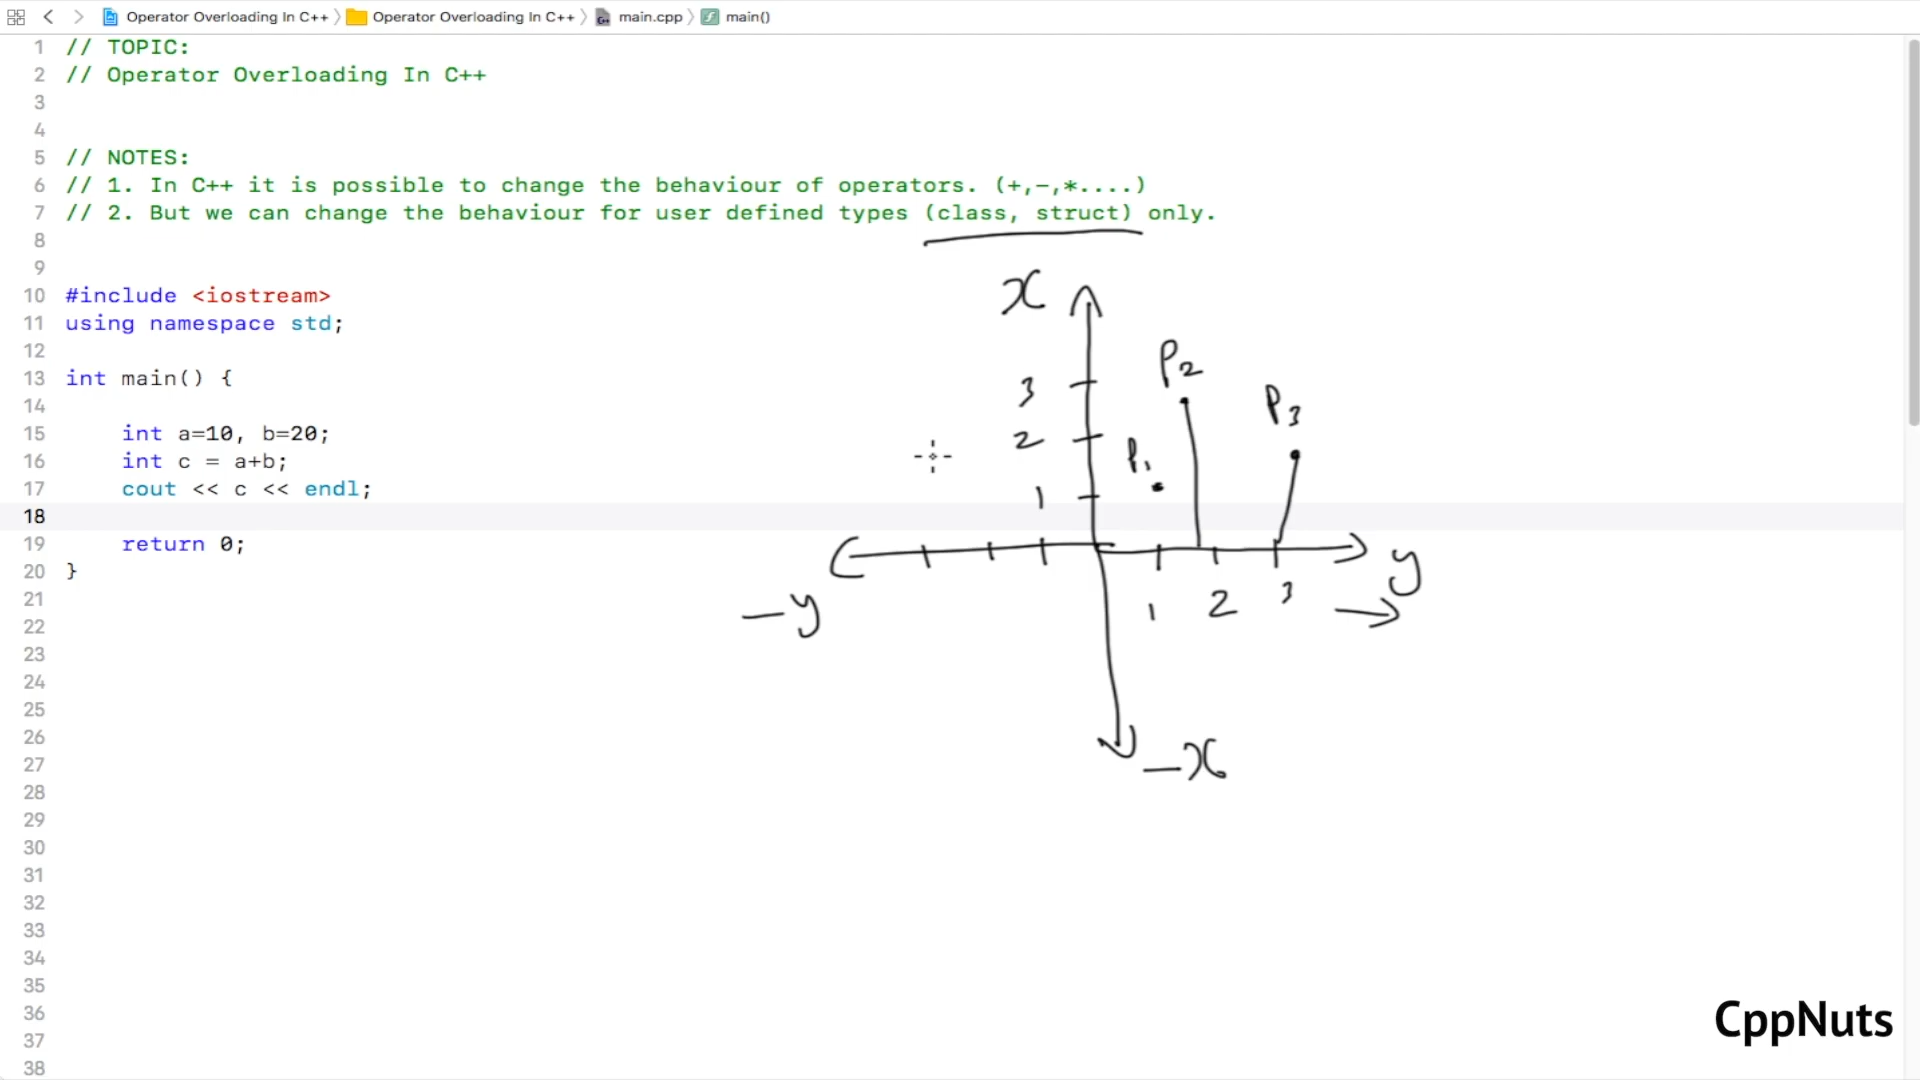 Operator Overloading In C++ Operator Overloading In C++ main.cpp main()
1 // TOPIC:
2 // Operator Overloading In C++
3
4
5 // NOTES:
6 // 1. In C++ it is possible to change the behaviour of operators. (+,-,*....)
7 // 2. But we can change the behaviour for user defined types (class, struct) only.
8
9
10 #include <iostream>
11 using namespace std;
12
13 int main() {
14
15 int a=10, b=20;
16 int c = a+b;
17 cout << c << endl;
18
19 return 0;
20 }
21
22
23
24
25
26
27
28
29
30
31
32
33
34
35
36
37
38
x
P2
3
P3
2
P1
1
y
-y
1 2 3
-x
CppNuts